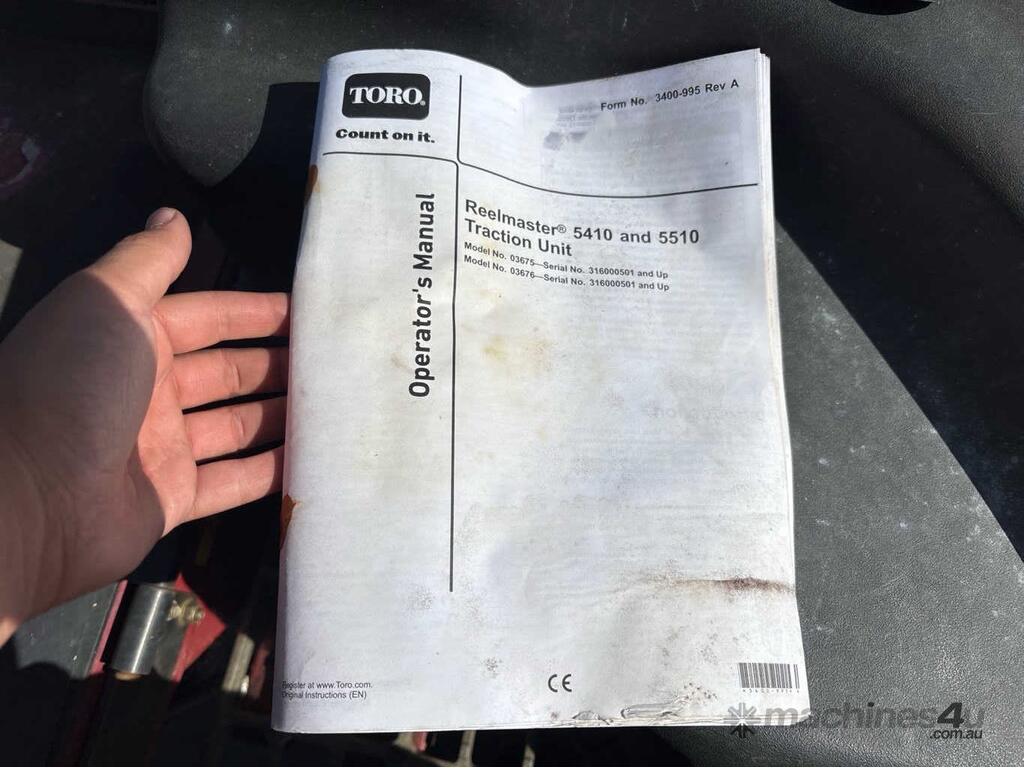 TORO®
Count on it.
Form No. 3400-995 Rev A
Operator's Manual
Reelmaster® 5410 and 5510
Traction Unit
Model No. 03675—Serial No. 316000501 and Up
Model No. 03676—Serial No. 316000501 and Up
Register at www.Toro.com.
Original Instructions (EN)
CE
machines4u
.com.au